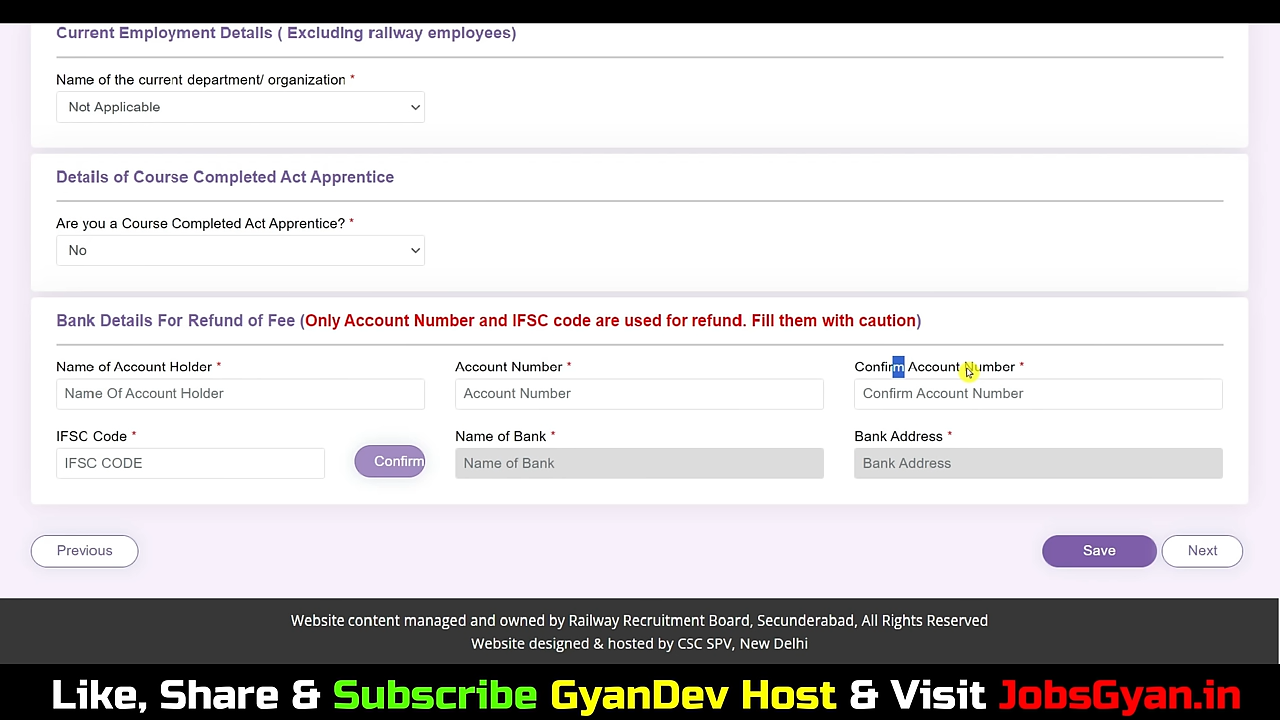 Current Employment Details ( Excluding railway employees)
Name of the current department/ organization *
Not Applicable
Details of Course Completed Act Apprentice
Are you a Course Completed Act Apprentice? *
No
Bank Details For Refund of Fee (Only Account Number and IFSC code are used for refund. Fill them with caution)
Name of Account Holder * Account Number * Confirm Account Number *
Name Of Account Holder Account Number Confirm Account Number
IFSC Code * Name of Bank * Bank Address *
IFSC CODE Confirm Name of Bank Bank Address
Previous Save Next
Website content managed and owned by Railway Recruitment Board, Secunderabad, All Rights Reserved
Website designed & hosted by CSC SPV, New Delhi
Like, Share & Subscribe GyanDev Host & Visit JobsGyan.in